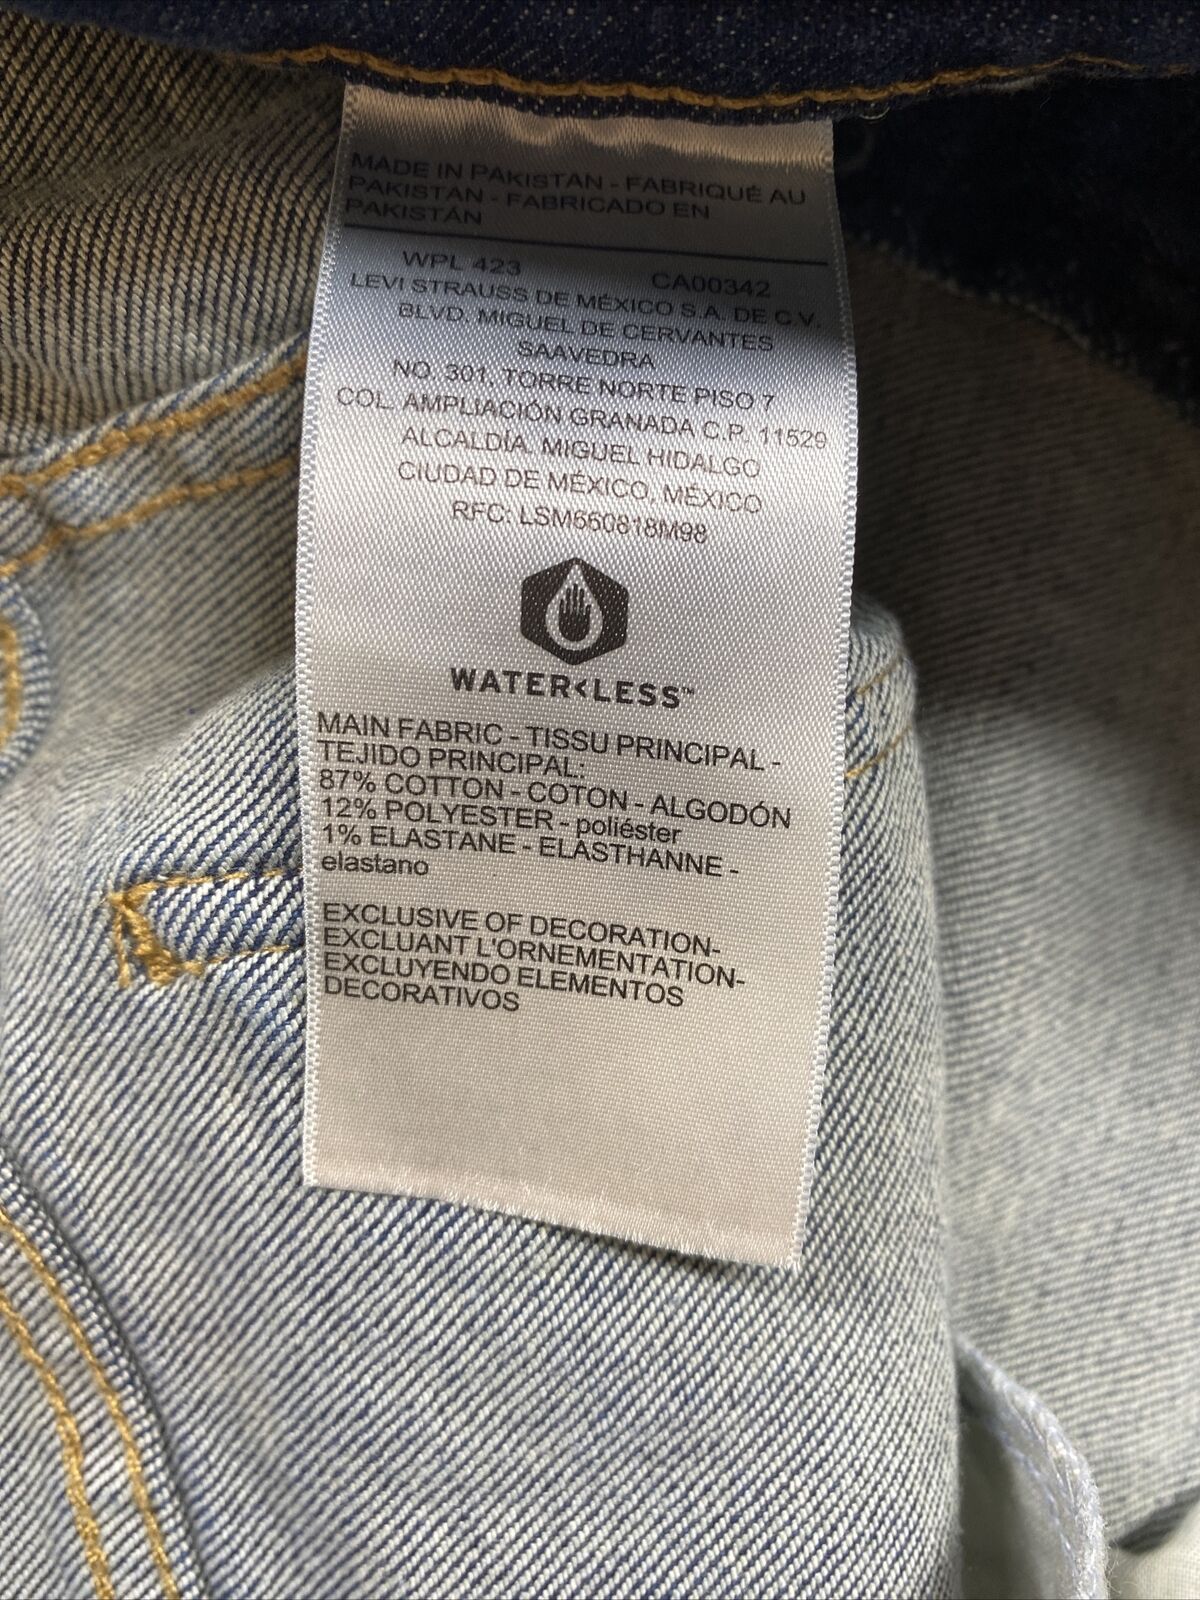 MADE IN PAKISTAN - FABRIQUÉ AU
PAKISTAN - FABRICADO EN
PAKISTÁN
WPL 423 CA00342
LEVI STRAUSS DE MÉXICO S.A. DE C.V.
BLVD. MIGUEL DE CERVANTES
SAAVEDRA
NO. 301, TORRE NORTE PISO 7
COL. AMPLIACIÓN GRANADA C.P. 11529
ALCALDÍA. MIGUEL HIDALGO
CIUDAD DE MÉXICO, MÉXICO
RFC: LSM660818M98
WATER<LESS™
MAIN FABRIC - TISSU PRINCIPAL -
TEJIDO PRINCIPAL:
87% COTTON - COTON - ALGODÓN
12% POLYESTER - poliéster
1% ELASTANE - ELASTHANNE -
elastano
EXCLUSIVE OF DECORATION-
EXCLUANT L'ORNEMENTATION-
EXCLUYENDO ELEMENTOS
DECORATIVOS